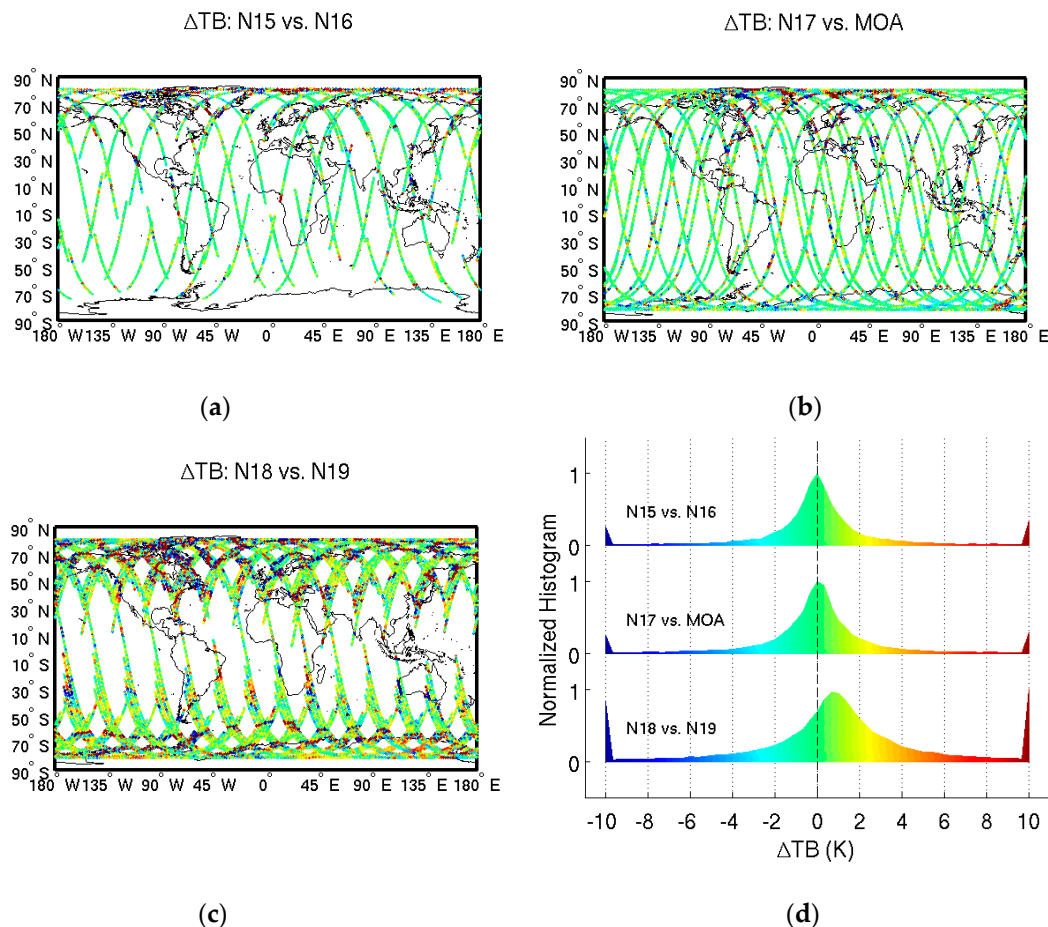 ΔTB: N15 vs. N16
90° N
70° N
50° N
30° N
10° N
10° S
30° S
50° S
70° S
90° S
180° W 135° W 90° W 45° W 0° 45° E 90° E 135° E 180° E
(a)
ΔTB: N17 vs. MOA
90° N
70° N
50° N
30° N
10° N
10° S
30° S
50° S
70° S
90° S
180° W 135° W 90° W 45° W 0° 45° E 90° E 135° E 180° E
(b)
ΔTB: N18 vs. N19
90° N
70° N
50° N
30° N
10° N
10° S
30° S
50° S
70° S
90° S
180° W 135° W 90° W 45° W 0° 45° E 90° E 135° E 180° E
(c)
Normalized Histogram
1
N15 vs. N16
0
1
N17 vs. MOA
0
1
N18 vs. N19
0
-10 -8 -6 -4 -2 0 2 4 6 8 10
ΔTB (K)
(d)